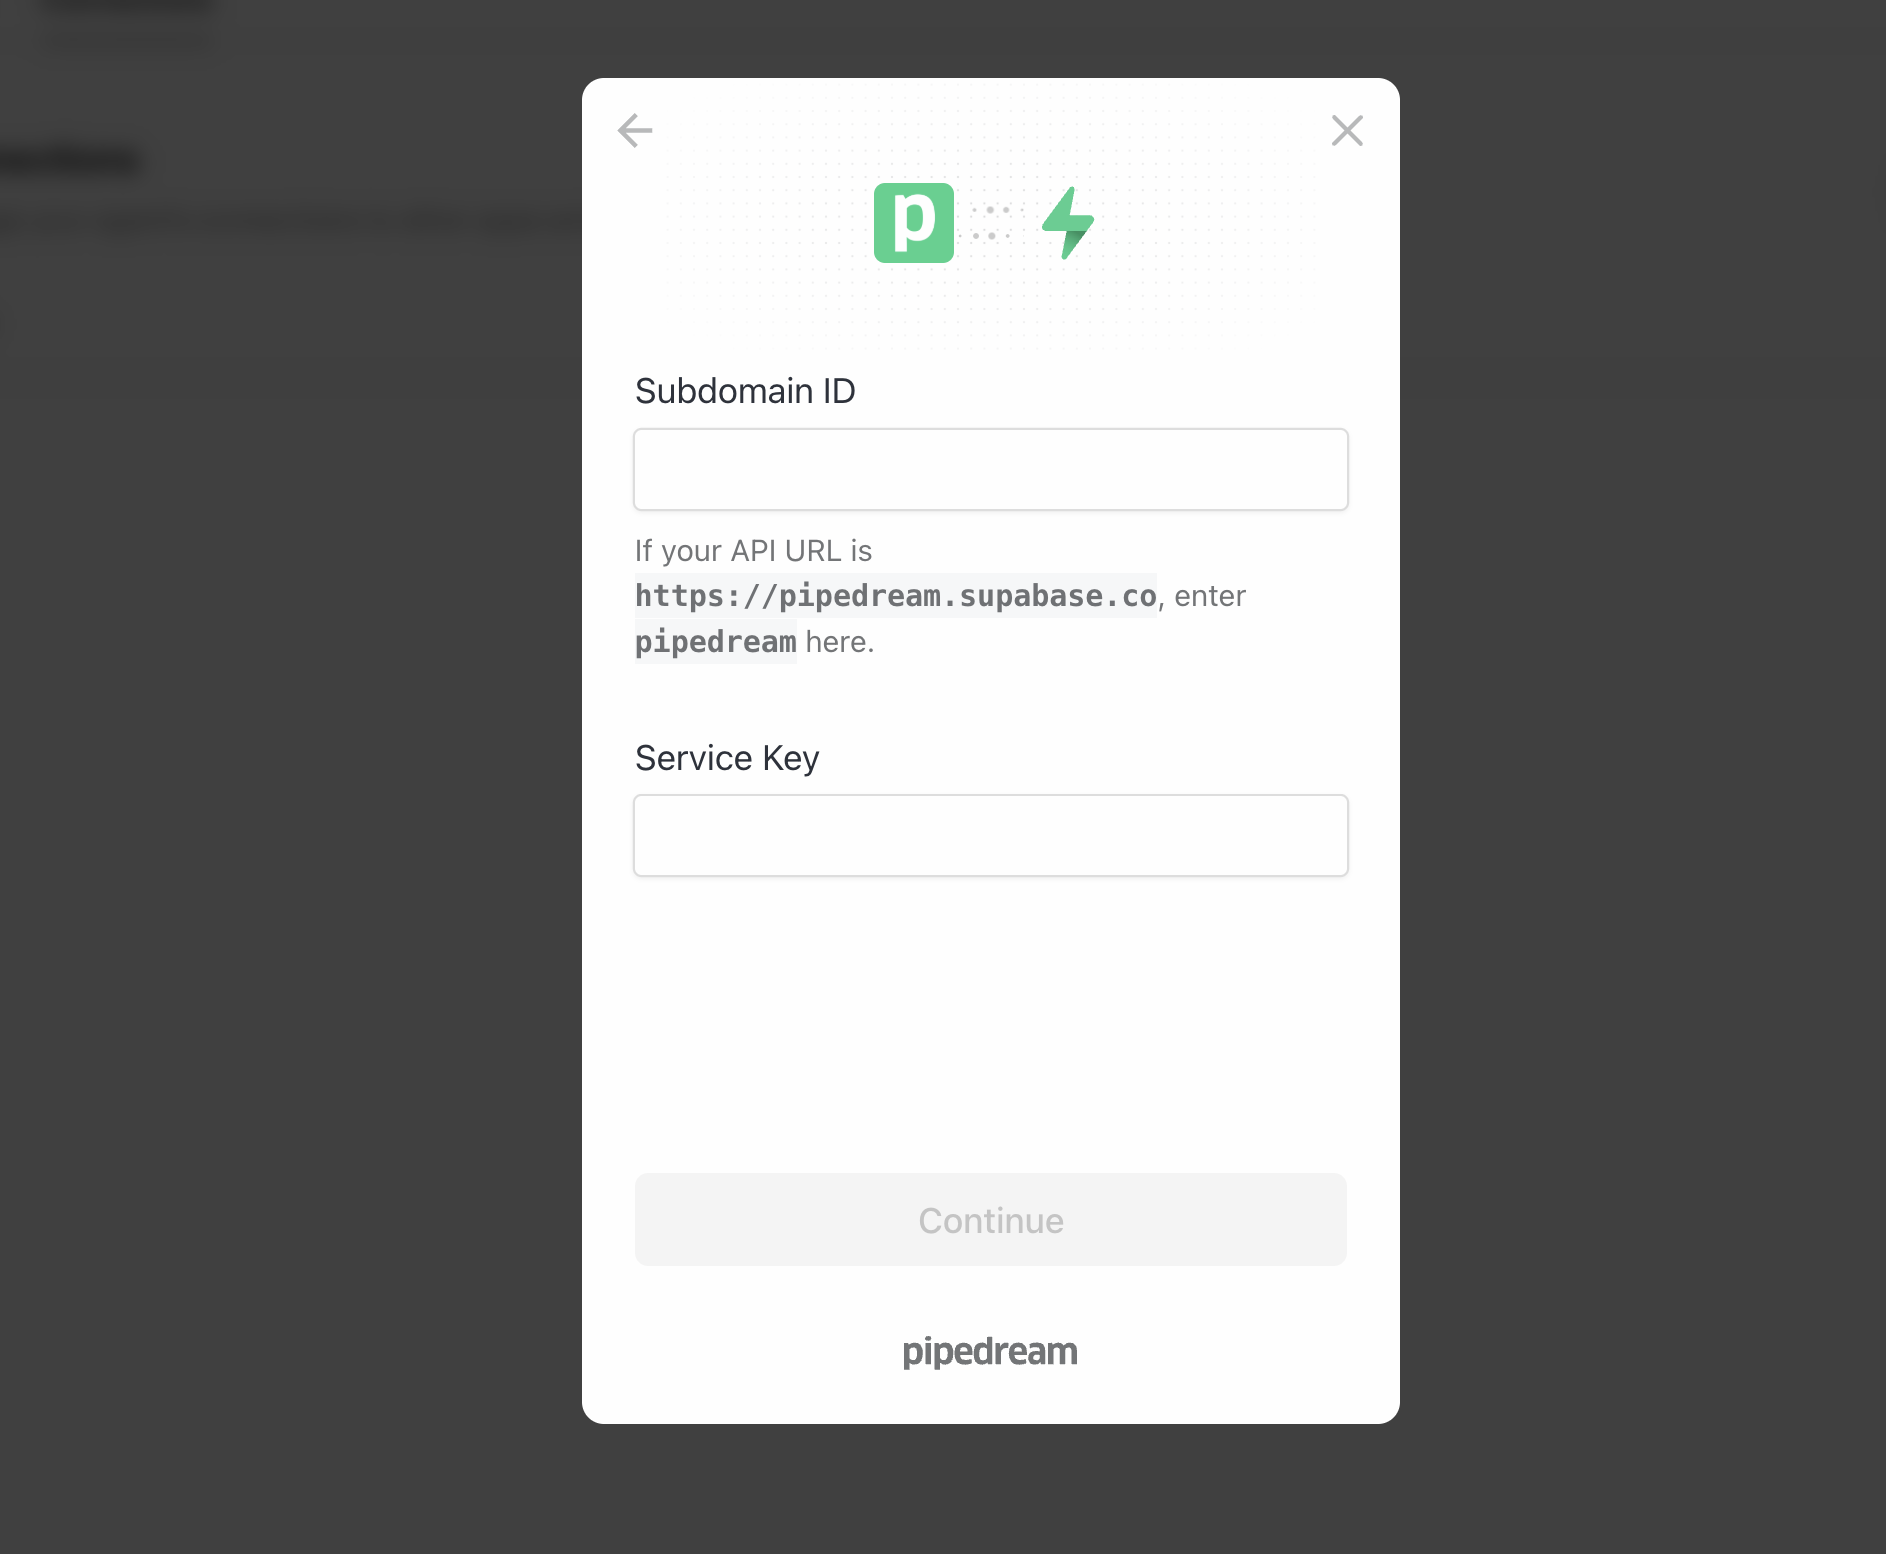 p
Subdomain ID
If your API URL is
https://pipedream.supabase.co, enter
pipedream here.
Service Key
Continue
pipedream